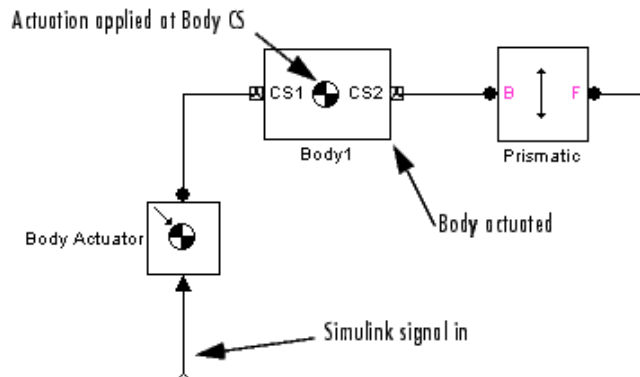 Actuation applied at Body CS
CS1 CS2
B F
Body1
Prismatic
Body actuated
Body Actuator
Simulink signal in